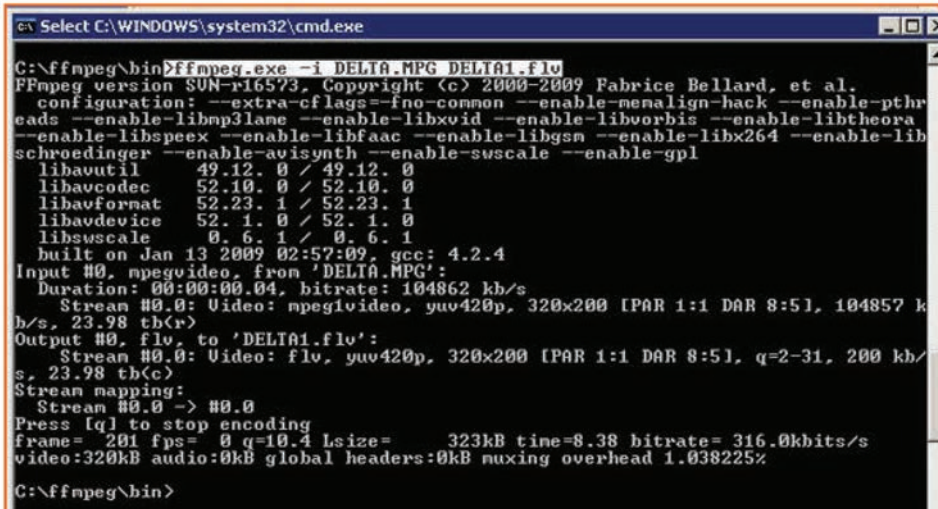 Select C:\WINDOWS\system32\cmd.exe
C:\ffmpeg\bin>ffmpeg.exe -i DELTA.MPG DELTA1.flv
FFmpeg version SVN-r16573, Copyright (c) 2000-2009 Fabrice Bellard, et al.
configuration: --extra-cflags=-fno-common --enable-memalign-hack --enable-pthr
eads --enable-libmp3lame --enable-libxvid --enable-libvorbis --enable-libtheora
--enable-libspeex --enable-libfaac --enable-libgsm --enable-libx264 --enable-lib
schroedinger --enable-avisynth --enable-swscale --enable-gpl
libavutil     49.12. 0 / 49.12. 0
libavcodec    52.10. 0 / 52.10. 0
libavformat   52.23. 1 / 52.23. 1
libavdevice   52. 1. 0 / 52. 1. 0
libswscale     0. 6. 1 /  0. 6. 1
built on Jan 13 2009 02:57:09, gcc: 4.2.4
Input #0, mpegvideo, from 'DELTA.MPG':
Duration: 00:00:00.04, bitrate: 104862 kb/s
Stream #0.0: Video: mpeg1video, yuv420p, 320x200 [PAR 1:1 DAR 8:5], 104857 k
b/s, 23.98 tb(r)
Output #0, flv, to 'DELTA1.flv':
Stream #0.0: Video: flv, yuv420p, 320x200 [PAR 1:1 DAR 8:5], q=2-31, 200 kb/
s, 23.98 tb(c)
Stream mapping:
Stream #0.0 -> #0.0
Press [q] to stop encoding
frame=  201 fps=  0 q=10.4 Lsize=     323kB time=8.38 bitrate= 316.0kbits/s
video:320kB audio:0kB global headers:0kB muxing overhead 1.038225%
C:\ffmpeg\bin>